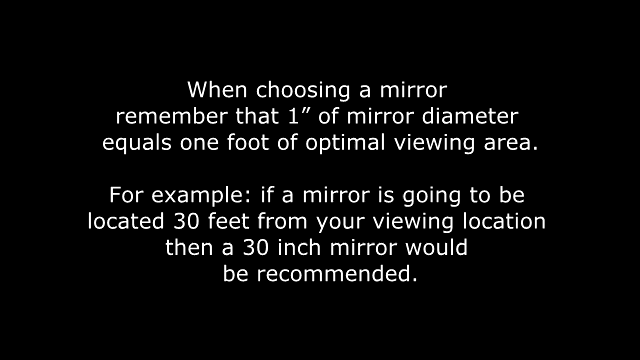 When choosing a mirror
remember that 1” of mirror diameter
equals one foot of optimal viewing area.
For example: if a mirror is going to be
located 30 feet from your viewing location
then a 30 inch mirror would
be recommended.